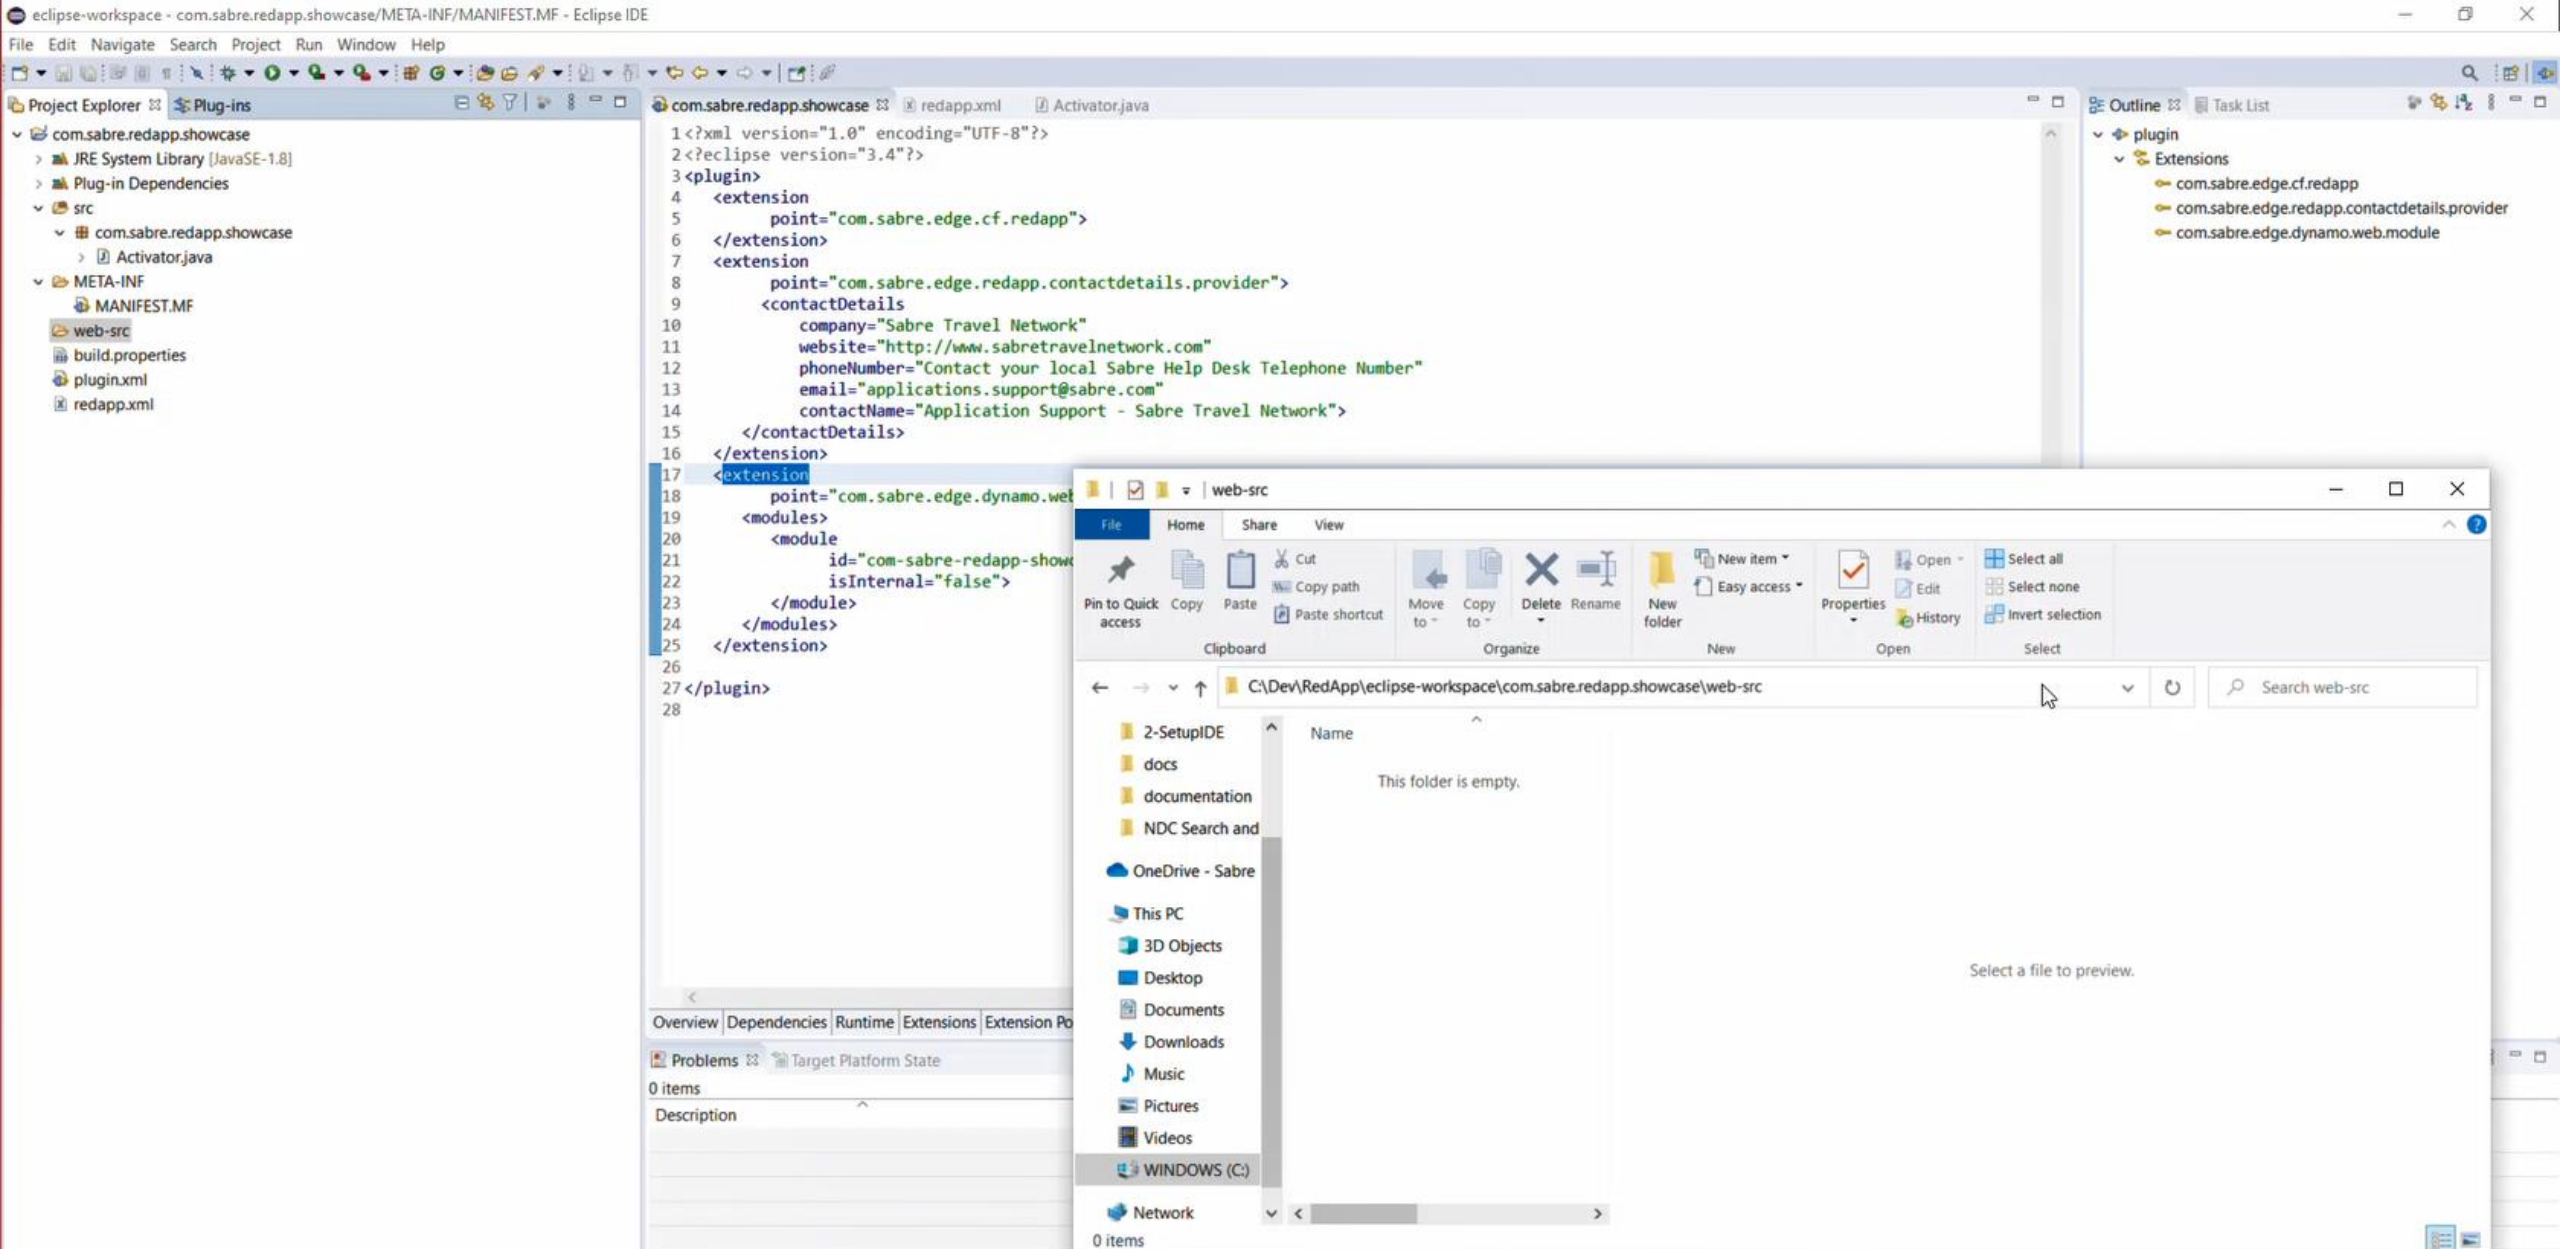 eclipse-workspace - com.sabre.redapp.showcase/META-INF/MANIFEST.MF - Eclipse IDE
File Edit Navigate Search Project Run Window Help
Project Explorer
Plug-ins
com.sabre.redapp.showcase
JRE System Library [JavaSE-1.8]
Plug-in Dependencies
src
com.sabre.redapp.showcase
Activator.java
META-INF
MANIFEST.MF
web-src
build.properties
plugin.xml
redapp.xml
com.sabre.redapp.showcase
redapp.xml
Activator.java
1 <?xml version="1.0" encoding="UTF-8"?>
2 <?eclipse version="3.4"?>
3 <plugin>
4 <extension
5 point="com.sabre.edge.cf.redapp">
6 </extension>
7 <extension
8 point="com.sabre.edge.redapp.contactdetails.provider">
9 <contactDetails
10 company="Sabre Travel Network"
11 website="http://www.sabretravelnetwork.com"
12 phoneNumber="Contact your local Sabre Help Desk Telephone Number"
13 email="applications.support@sabre.com"
14 contactName="Application Support - Sabre Travel Network">
15 </contactDetails>
16 </extension>
17 <extension
18 point="com.sabre.edge.dynamo.web
19 <modules>
20 <module
21 id="com-sabre-redapp-showc
22 isInternal="false">
23 </module>
24 </modules>
25 </extension>
26
27 </plugin>
28
Overview Dependencies Runtime Extensions Extension Po
Problems
Target Platform State
0 items
Description
Outline
Task List
plugin
Extensions
com.sabre.edge.cf.redapp
com.sabre.edge.redapp.contactdetails.provider
com.sabre.edge.dynamo.web.module
web-src
File Home Share View
Pin to Quick access
Copy
Paste
Cut
Copy path
Paste shortcut
Clipboard
Move to
Copy to
Delete
Rename
Organize
New folder
New item
Easy access
New
Properties
Open
Edit
History
Open
Select all
Select none
Invert selection
Select
C:\Dev\RedApp\eclipse-workspace\com.sabre.redapp.showcase\web-src
Search web-src
2-SetupIDE
docs
documentation
NDC Search and
OneDrive - Sabre
This PC
3D Objects
Desktop
Documents
Downloads
Music
Pictures
Videos
WINDOWS (C:)
Network
Name
This folder is empty.
Select a file to preview.
0 items